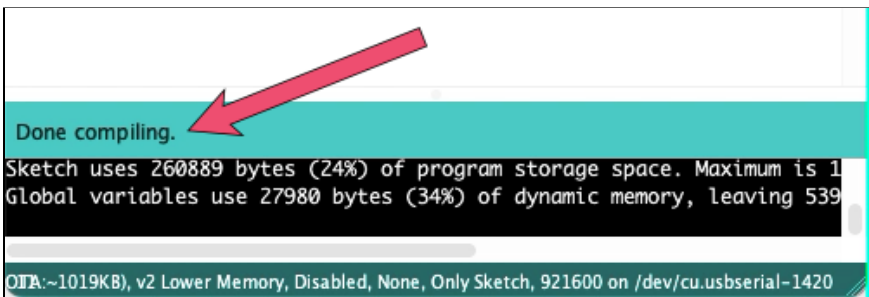 Done compiling.
Sketch uses 260889 bytes (24%) of program storage space. Maximum is 1
Global variables use 27980 bytes (34%) of dynamic memory, leaving 539
:~1019KB), v2 Lower Memory, Disabled, None, Only Sketch, 921600 on /dev/cu.usbserial-1420